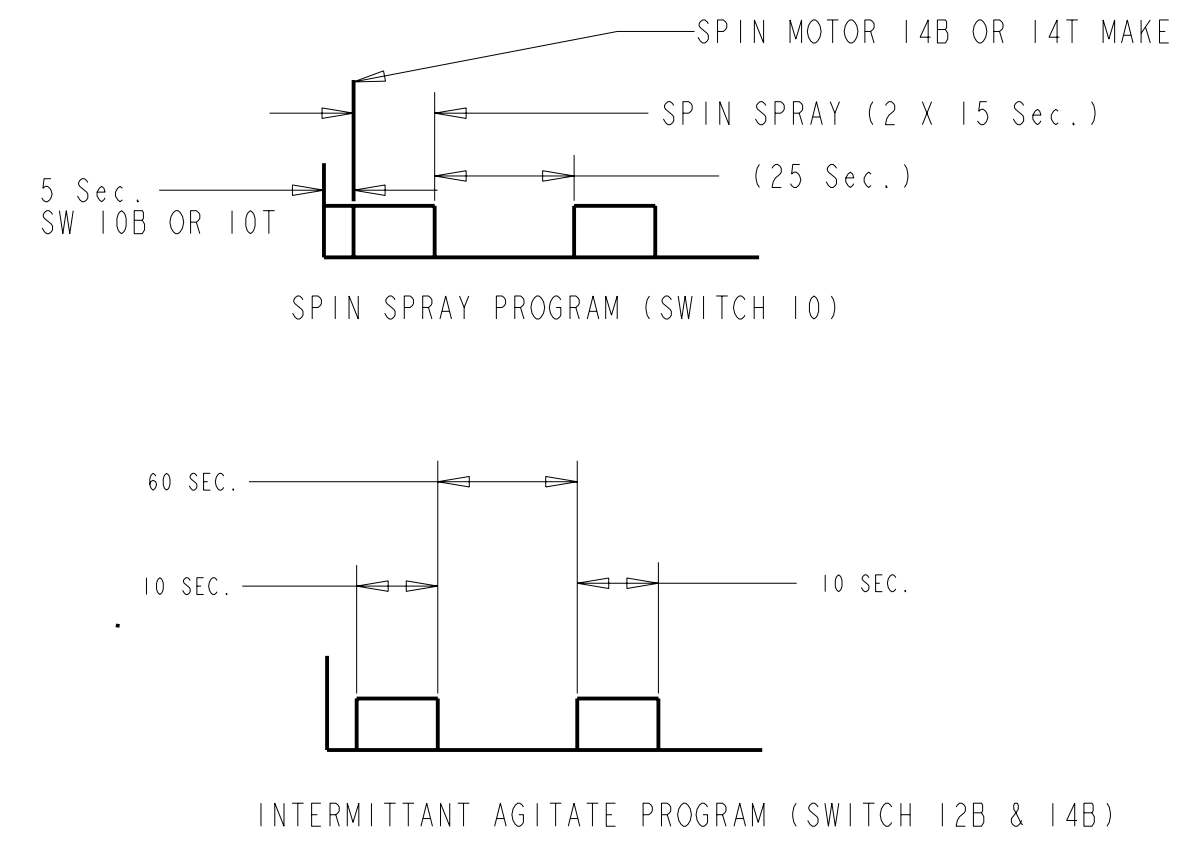 SPIN MOTOR 14B OR 14T MAKE
SPIN SPRAY (2 X 15 Sec.)
(25 Sec.)
5 Sec.
SW 10B OR 10T
SPIN SPRAY PROGRAM (SWITCH 10)
60 SEC.
10 SEC.
10 SEC.
INTERMITTANT AGITATE PROGRAM (SWITCH 12B & 14B)